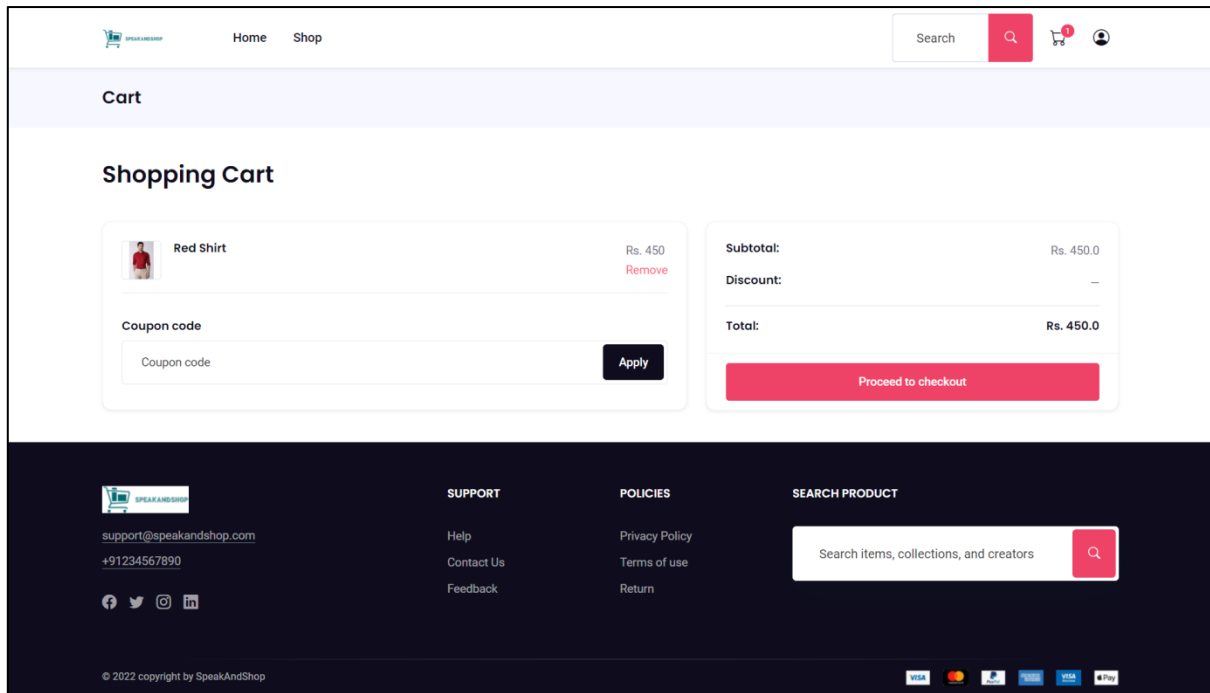 SPEAKANDSHOP Home Shop Search 1
Cart
Shopping Cart
Red Shirt Rs. 450
Remove
Coupon code
Coupon code Apply
Subtotal: Rs. 450.0
Discount: —
Total: Rs. 450.0
Proceed to checkout
SPEAKANDSHOP
support@speakandshop.com
+91234567890
SUPPORT
Help
Contact Us
Feedback
POLICIES
Privacy Policy
Terms of use
Return
SEARCH PRODUCT
Search items, collections, and creators
© 2022 copyright by SpeakAndShop
VISA PayPal VISA Pay